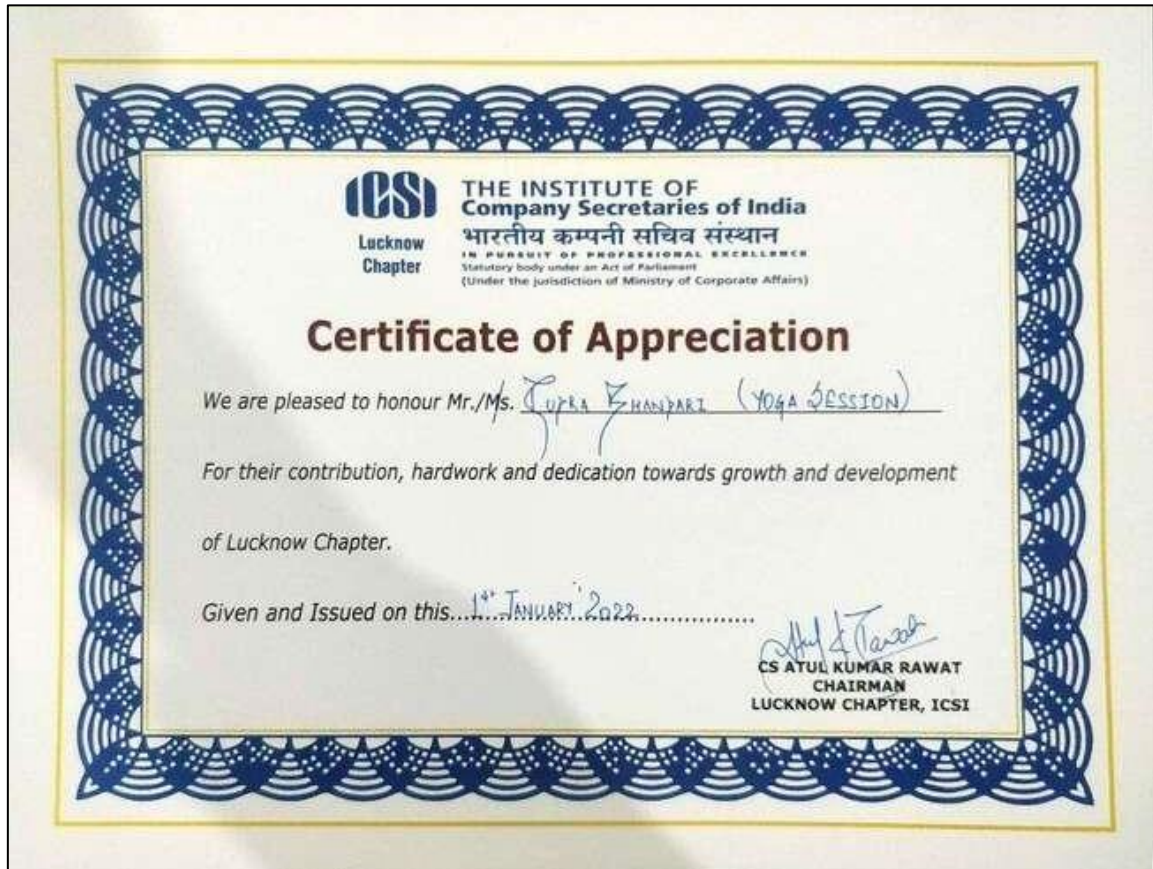 ICSI
Lucknow
Chapter
THE INSTITUTE OF
Company Secretaries of India
भारतीय कम्पनी सचिव संस्थान
IN PURSUIT OF PROFESSIONAL EXCELLENCE
Statutory body under an Act of Parliament
(Under the jurisdiction of Ministry of Corporate Affairs)
Certificate of Appreciation
We are pleased to honour Mr./Ms. BHANDARI (YOGA SESSION)
For their contribution, hardwork and dedication towards growth and development
of Lucknow Chapter.
Given and Issued on this....1st JANUARY' 2022....................
CS ATUL KUMAR RAWAT
CHAIRMAN
LUCKNOW CHAPTER, ICSI